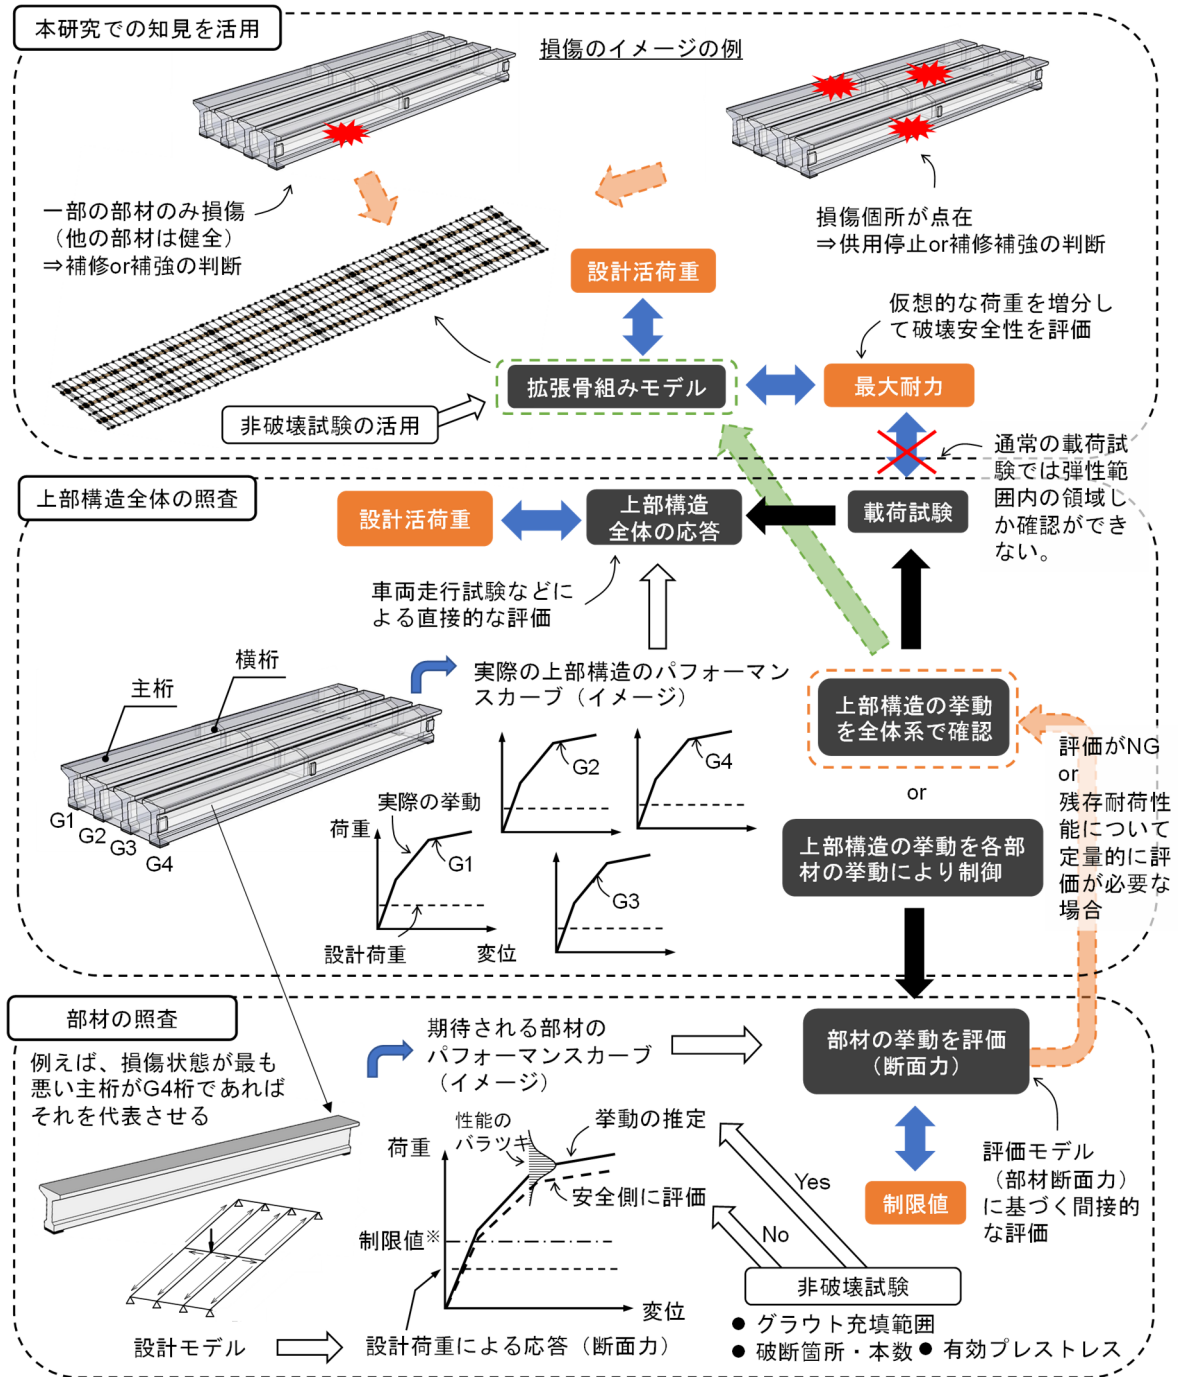 本研究での知見を活用
損傷のイメージの例
一部の部材のみ損傷
（他の部材は健全）
⇒補修or補強の判断
損傷個所が点在
⇒供用停止or補修補強の判断
設計活荷重
仮想的な荷重を増分し
て破壊安全性を評価
拡張骨組みモデル
最大耐力
非破壊試験の活用
通常の載荷試
験では弾性範
囲内の領域し
か確認ができ
ない。
上部構造全体の照査
設計活荷重
上部構造
全体の応答
載荷試験
車両走行試験などに
よる直接的な評価
横桁
主桁
実際の上部構造のパフォーマン
スカーブ（イメージ）
上部構造の挙動
を全体系で確認
評価がNG
or
残存耐荷性
能について
定量的に評
価が必要な
場合
or
上部構造の挙動を各部
材の挙動により制御
G1
G2
G3
G4
実際の挙動
荷重
G1
G2
G4
G3
設計荷重
変位
部材の照査
例えば、損傷状態が最も
悪い主桁がG4桁であれば
それを代表させる
期待される部材の
パフォーマンスカーブ
（イメージ）
部材の挙動を評価
（断面力）
性能の
バラツキ
荷重
挙動の推定
安全側に評価
制限値※
変位
Yes
No
制限値
評価モデル
（部材断面力）
に基づく間接的
な評価
非破壊試験
● グラウト充填範囲
● 破断箇所・本数 ● 有効プレストレス
設計モデル
設計荷重による応答（断面力）